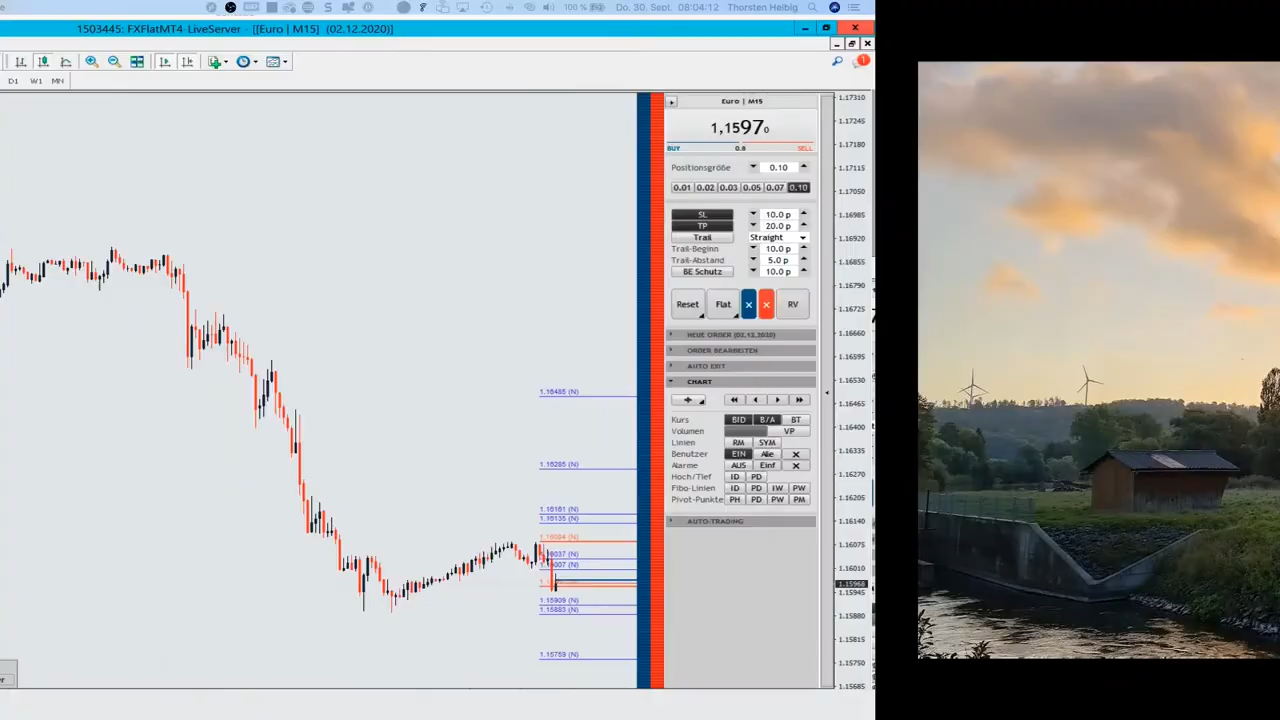 100 %
Do. 30. Sept. 08:04:12
Thorsten Helbig
1503445: FXFlatMT4-LiveServer - [[Euro | M15] (02.12.2020)]
1
D1 W1 MN
Euro | M15
1,15970
BUY 0.8 SELL
Positionsgröße 0.10
0.01 0.02 0.03 0.05 0.07 0.10
SL 10.0 p
TP 20.0 p
Trail Straight
Trail-Beginn 10.0 p
Trail-Abstand 5.0 p
BE Schutz 10.0 p
Reset Flat × × RV
NEUE ORDER (02.12.2020)
ORDER BEARBEITEN
AUTO EXIT
CHART
Kurs BID B/A BT
Volumen VP
Linien RM SYM
Benutzer EIN Alle ×
Alarme AUS Einf ×
Hoch/Tief ID PD
Fibo-Linien ID PD IW PW
Pivot-Punkte PH PD PW PM
AUTO-TRADING
1.16485 (N)
1.16285 (N)
1.16161 (N)
1.16135 (N)
1.16084 (N)
037 (N)
007 (N)
1.15909 (N)
1.15883 (N)
1.15759 (N)
1.17310
1.17245
1.17180
1.17115
1.17050
1.16985
1.16920
1.16855
1.16790
1.16725
1.16660
1.16595
1.16530
1.16465
1.16400
1.16335
1.16270
1.16205
1.16140
1.16075
1.16010
1.15968
1.15945
1.15880
1.15815
1.15750
1.15685